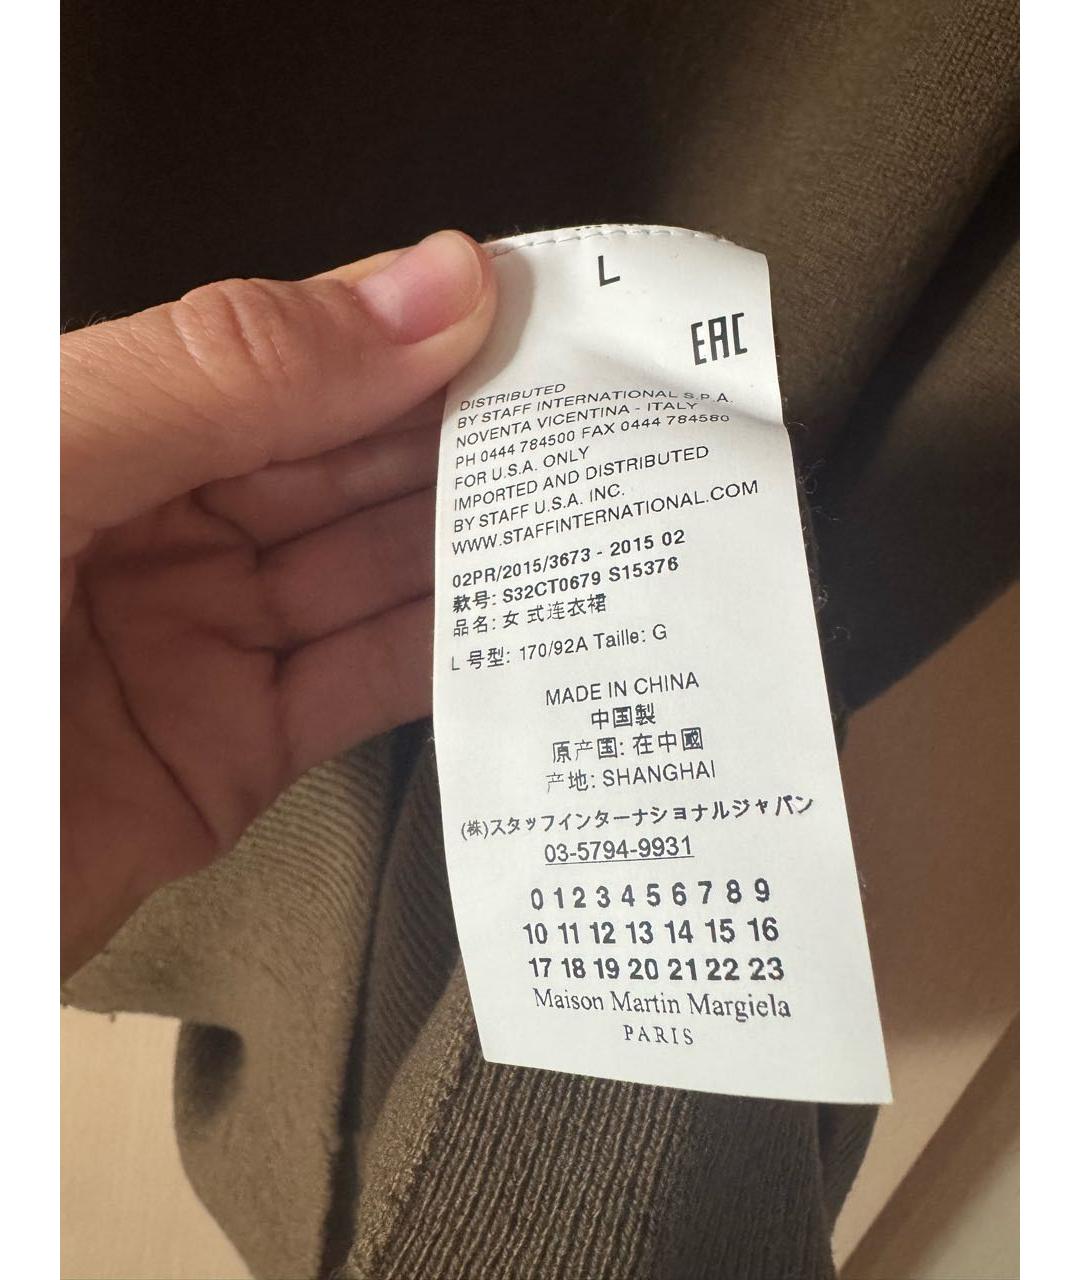 L
EAC
DISTRIBUTED
BY STAFF INTERNATIONAL S.P.A.
NOVENTA VICENTINA - ITALY
PH 0444 784500 FAX 0444 784580
FOR U.S.A. ONLY
IMPORTED AND DISTRIBUTED
BY STAFF U.S.A. INC.
WWW.STAFFINTERNATIONAL.COM
02PR/2015/3673 - 2015 02
款号: S32CT0679 S15376
品名: 女 式连衣裙
L 号型: 170/92A Taille: G
MADE IN CHINA
中国製
原产国: 在中國
产地: SHANGHAI
(株)スタッフインターナショナルジャパン
03-5794-9931
0 1 2 3 4 5 6 7 8 9
10 11 12 13 14 15 16
17 18 19 20 21 22 23
Maison Martin Margiela
PARIS